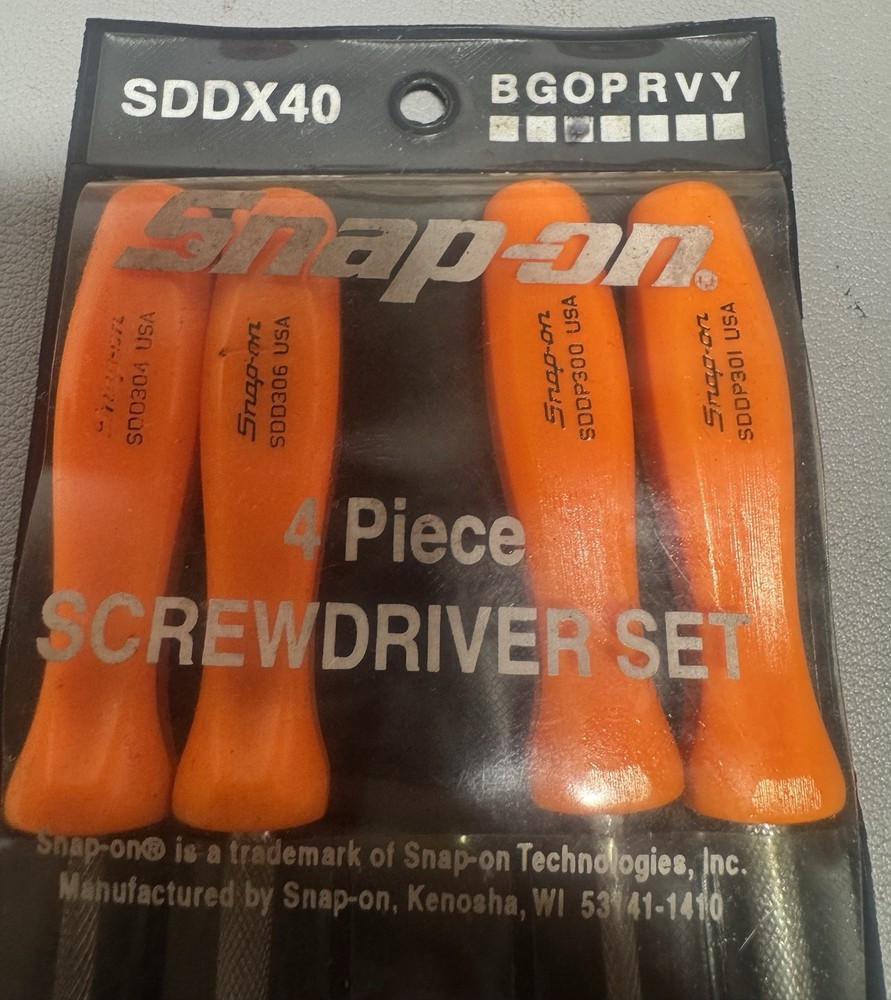 SDDX40
BGOPRVY
Snap-on®
Snap-on
SDD304 USA
Snap-on
SDD306 USA
Snap-on
SDDP300 USA
Snap-on
SDDP301 USA
4 Piece
SCREWDRIVER SET
Snap-on® is a trademark of Snap-on Technologies, Inc.
Manufactured by Snap-on, Kenosha, WI 53141-1410